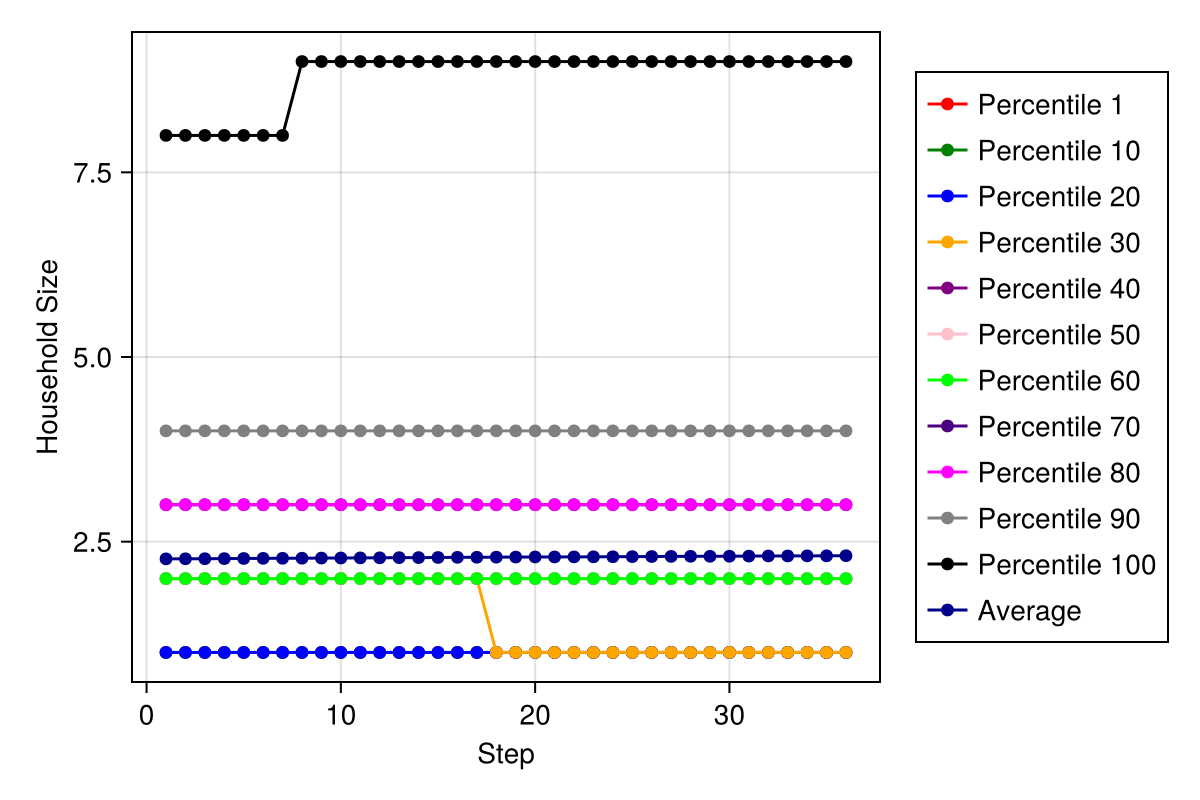 Household Size
7.5
5.0
2.5
0
10
20
30
Step
Percentile 1
Percentile 10
Percentile 20
Percentile 30
Percentile 40
Percentile 50
Percentile 60
Percentile 70
Percentile 80
Percentile 90
Percentile 100
Average